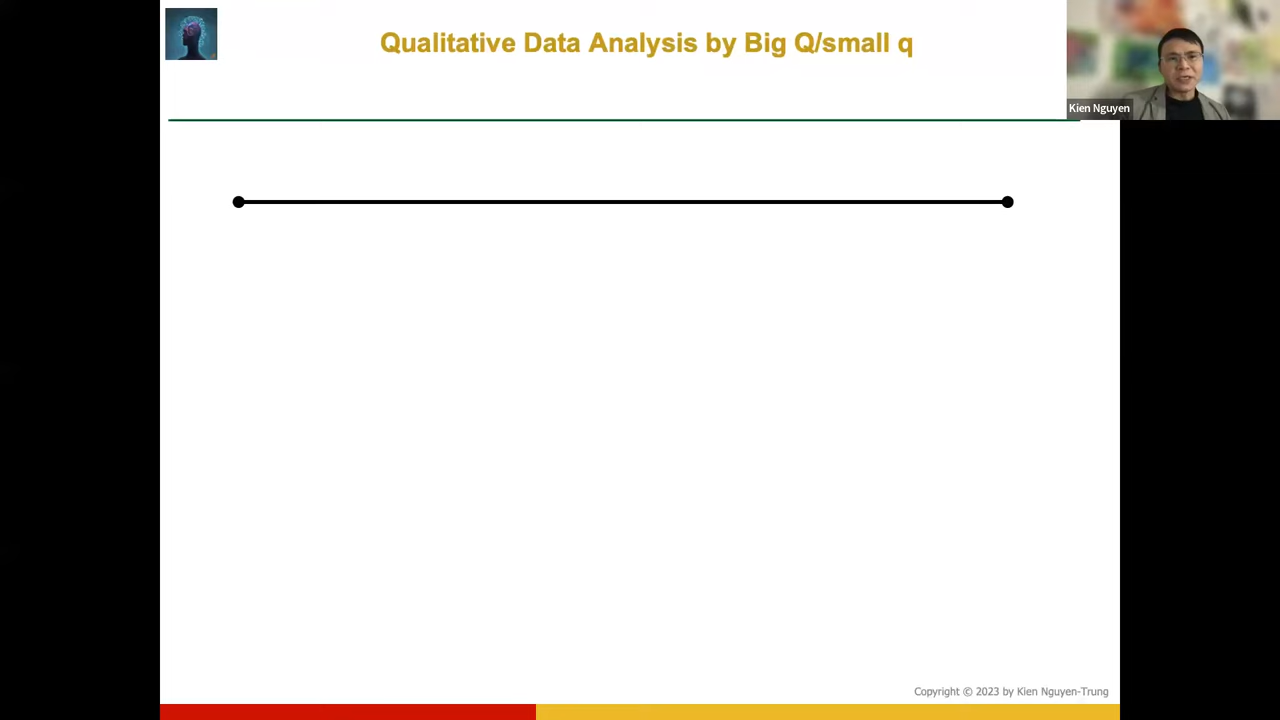 Qualitative Data Analysis by Big Q/small q
Kien Nguyen
Copyright © 2023 by Kien Nguyen-Trung